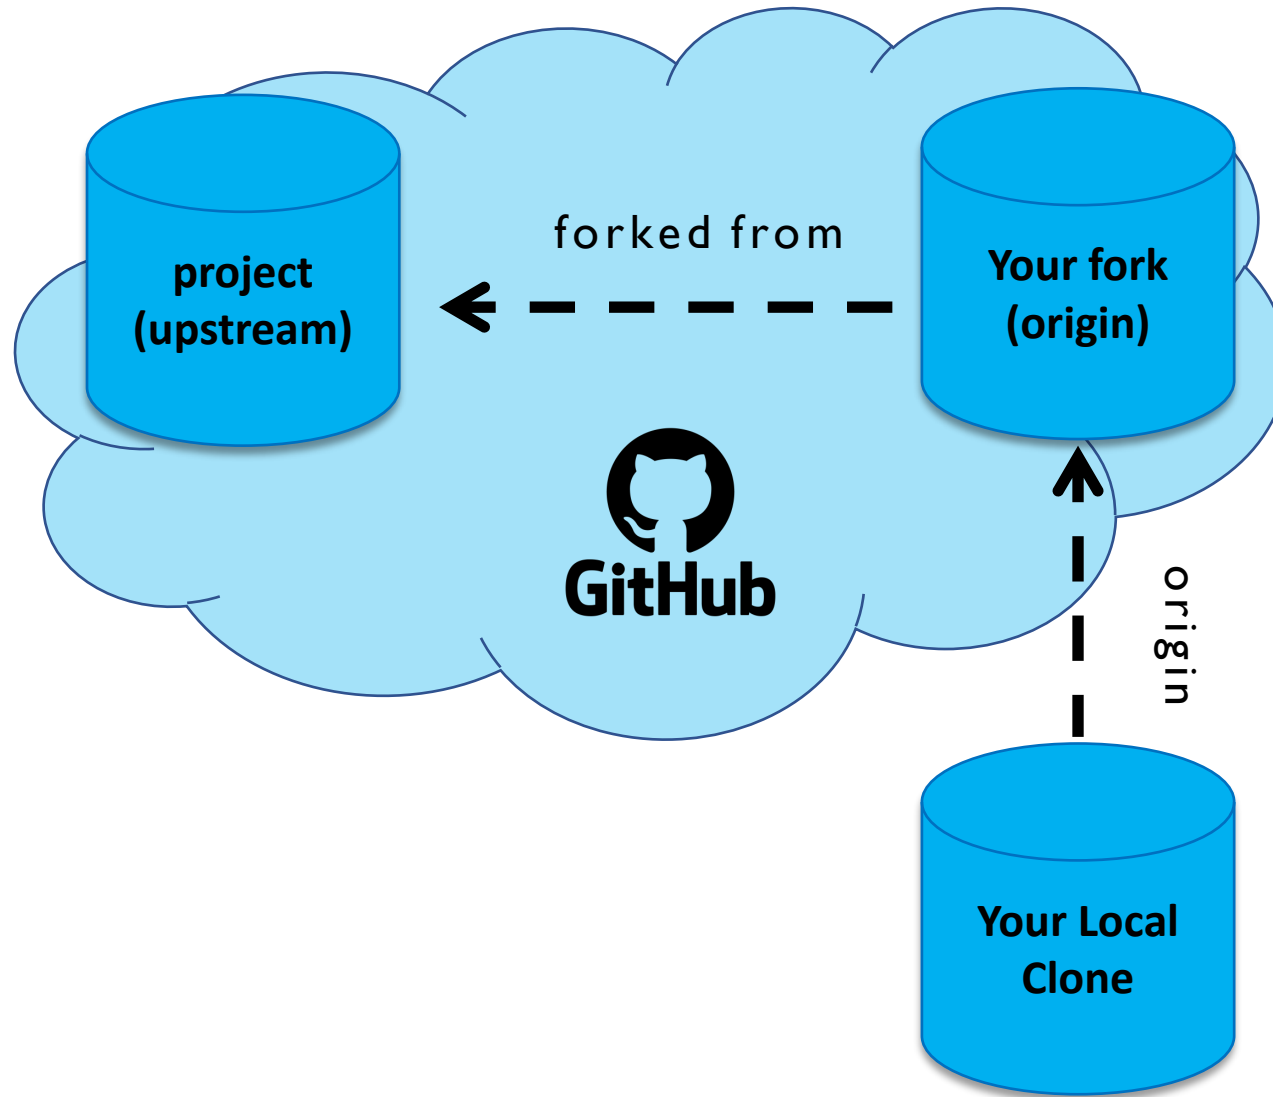 forked from
project
(upstream)
Your fork
(origin)
GitHub
origin
Your Local
Clone